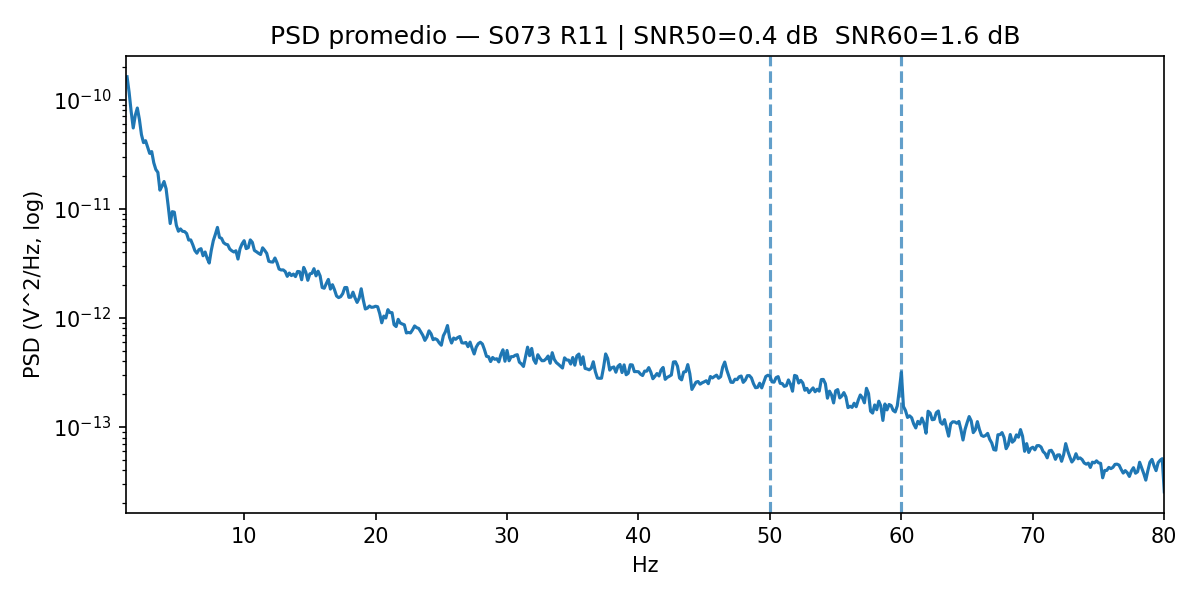 PSD promedio — S073 R11 | SNR50=0.4 dB  SNR60=1.6 dB
PSD (V^2/Hz, log)
10⁻¹⁰
10⁻¹¹
10⁻¹²
10⁻¹³
10 20 30 40 50 60 70 80
Hz